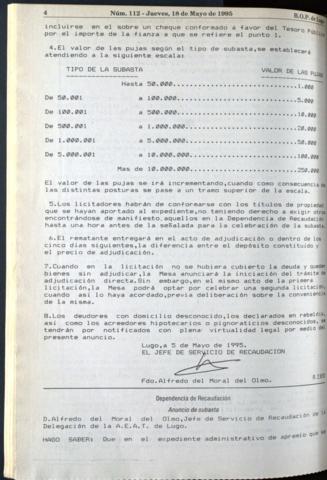 4 Núm. 112 - Jueves, 18 de Mayo de 1995 B.O.P. de
incluirse en el sobre un cheque conformado a favor del Tesoro
por el importe de la fianza a que se refiere el punto 1.
4.El valor de las pujas según el tipo de subasta,se establecerá
atendiendo a la siguiente escala:
TIPO DE LA SUBASTA VALOR DE LAS
Hasta 50.000....................1.000
De 50.001 a 100.000....................5.000
De 100.001 a 500.000....................10.000
De 500.001 a 1.000.000....................20.000
De 1.000.001 a 5.000.000....................50.000
De 5.000.001 a 10.000.000....................100.000
Mas de 10.000.000....................250.000
El valor de las pujas se irá incrementando,cuando como consecuencia de
las distintas posturas se pase a un tramo superior de la escala.
5.Los licitadores habrán de conformarse con los títulos de propiedad
que se hayan aportado al expediente,no teniendo derecho a exigir otros
encontrándose de manifiesto,aquellos en la Dependencia de Recaudación
hasta una hora antes de la señalada para la celebración de la subasta.
6.El rematante entregará en el acto de adjudicación o dentro de los
cinco días siguientes,la diferencia entre el depósito constituido y
el precio de adjudicación.
7.Cuando en la licitación no se hubiera cubierto la deuda y queden
bienes sin adjudicar,la Mesa anunciará la iniciación del trámite de
adjudicación directa.Sin embargo,en el mismo acto de la primera
licitación,la Mesa podrá optar por celebrar una segunda licitación,
cuando asi lo haya acordado,previa deliberación sobre la conveniencia
de la misma.
8.Los deudores con domicilio desconocido,los declarados en rebeldía,
así como los acreedores hipotecarios o pignoraticios desconocidos, se
tendrán por notificados con plena virtualidad legal por medio del
presente anuncio.
Lugo,a 5 de Mayo de 1995.
EL JEFE DE SERVICIO DE RECAUDACION
Fdo.Alfredo del Moral del Olmo.
Dependencia de Recaudación
Anuncio de subasta
D.Alfredo del Moral del Olmo,Jefe de Servicio de Recaudación de la
Delegación de la A.E.A.T. de Lugo.
HAGO SABER: Que en el expediente administrativo de apremio que se